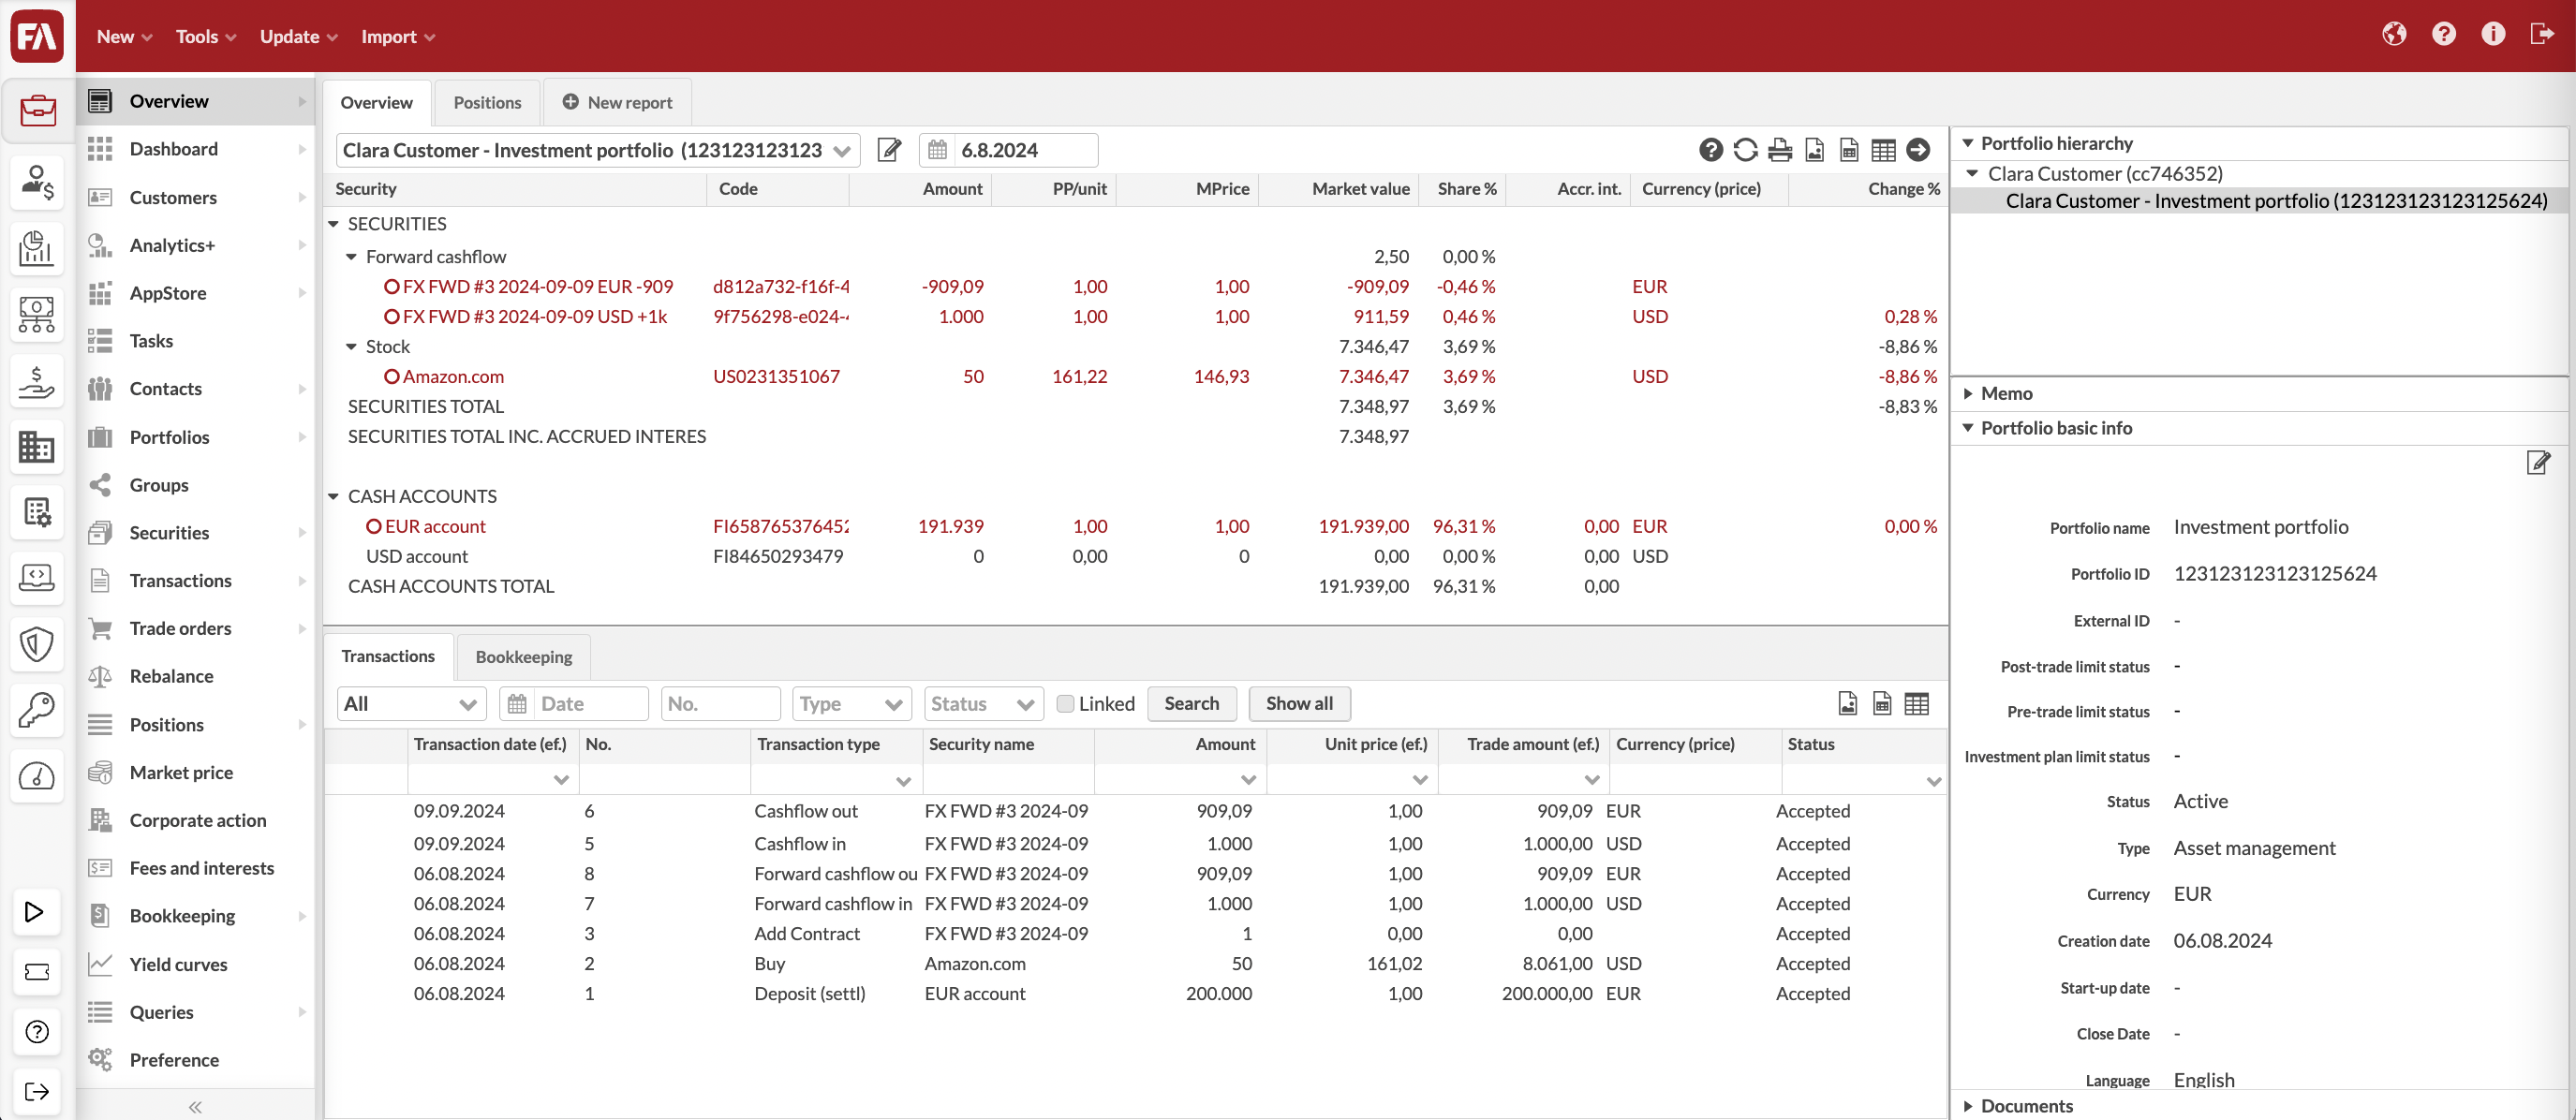 FA New Tools Update Import
Overview
Dashboard
Customers
Analytics+
AppStore
Tasks
Contacts
Portfolios
Groups
Securities
Transactions
Trade orders
Rebalance
Positions
Market price
Corporate action
Fees and interests
Bookkeeping
Yield curves
Queries
Preference
Overview Positions New report
Clara Customer - Investment portfolio (123123123123 6.8.2024
Security Code Amount PP/unit MPrice Market value Share % Accr. int. Currency (price) Change %
SECURITIES
Forward cashflow 2,50 0,00 %
FX FWD #3 2024-09-09 EUR -909 d812a732-f16f-4 -909,09 1,00 1,00 -909,09 -0,46 % EUR
FX FWD #3 2024-09-09 USD +1k 9f756298-e024- 1.000 1,00 1,00 911,59 0,46 % USD 0,28 %
Stock 7.346,47 3,69 % -8,86 %
Amazon.com US0231351067 50 161,22 146,93 7.346,47 3,69 % USD -8,86 %
SECURITIES TOTAL 7.348,97 3,69 % -8,83 %
SECURITIES TOTAL INC. ACCRUED INTERES 7.348,97
CASH ACCOUNTS
EUR account FI65876537645 191.939 1,00 1,00 191.939,00 96,31 % 0,00 EUR 0,00 %
USD account FI84650293479 0 0,00 0 0,00 0,00 % 0,00 USD
CASH ACCOUNTS TOTAL 191.939,00 96,31 % 0,00
Transactions Bookkeeping
All Date No. Type Status Linked Search Show all
Transaction date (ef.) No. Transaction type Security name Amount Unit price (ef.) Trade amount (ef.) Currency (price) Status
09.09.2024 6 Cashflow out FX FWD #3 2024-09 909,09 1,00 909,09 EUR Accepted
09.09.2024 5 Cashflow in FX FWD #3 2024-09 1.000 1,00 1.000,00 USD Accepted
06.08.2024 8 Forward cashflow ou FX FWD #3 2024-09 909,09 1,00 909,09 EUR Accepted
06.08.2024 7 Forward cashflow in FX FWD #3 2024-09 1.000 1,00 1.000,00 USD Accepted
06.08.2024 3 Add Contract FX FWD #3 2024-09 1 0,00 0,00 Accepted
06.08.2024 2 Buy Amazon.com 50 161,02 8.061,00 USD Accepted
06.08.2024 1 Deposit (settl) EUR account 200.000 1,00 200.000,00 EUR Accepted
Portfolio hierarchy
Clara Customer (cc746352)
Clara Customer - Investment portfolio (123123123123125624)
Memo
Portfolio basic info
Portfolio name Investment portfolio
Portfolio ID 123123123123125624
External ID -
Post-trade limit status -
Pre-trade limit status -
Investment plan limit status -
Status Active
Type Asset management
Currency EUR
Creation date 06.08.2024
Start-up date -
Close Date -
Language English
Documents